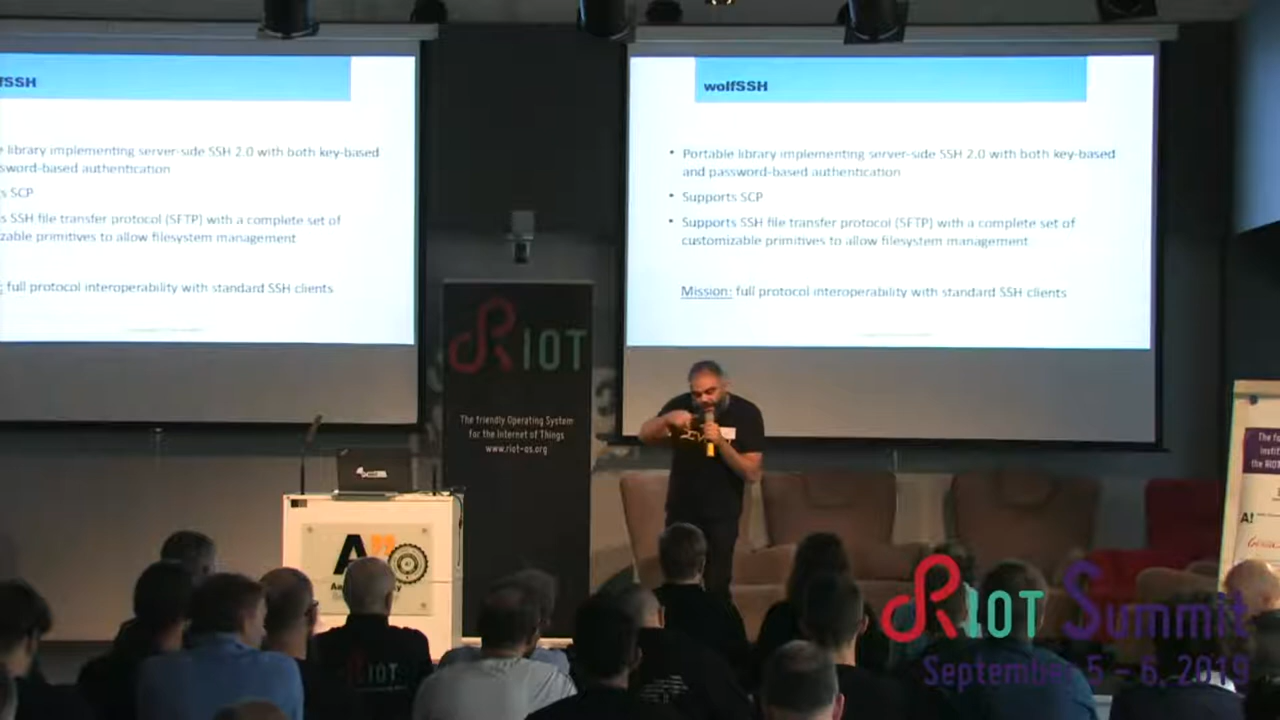 fSSH
e library implementing server-side SSH 2.0 with both key-based
sword-based authentication
s SCP
s SSH file transfer protocol (SFTP) with a complete set of
zable primitives to allow filesystem management
: full protocol interoperability with standard SSH clients
wolfSSH
• Portable library implementing server-side SSH 2.0 with both key-based
and password-based authentication
• Supports SCP
• Supports SSH file transfer protocol (SFTP) with a complete set of
customizable primitives to allow filesystem management
Mission: full protocol interoperability with standard SSH clients
RIOT
The friendly Operating System
for the Internet of Things
www.riot-os.org
A"
RIOT
A!
RIOT Summit
September 5 – 6, 2019